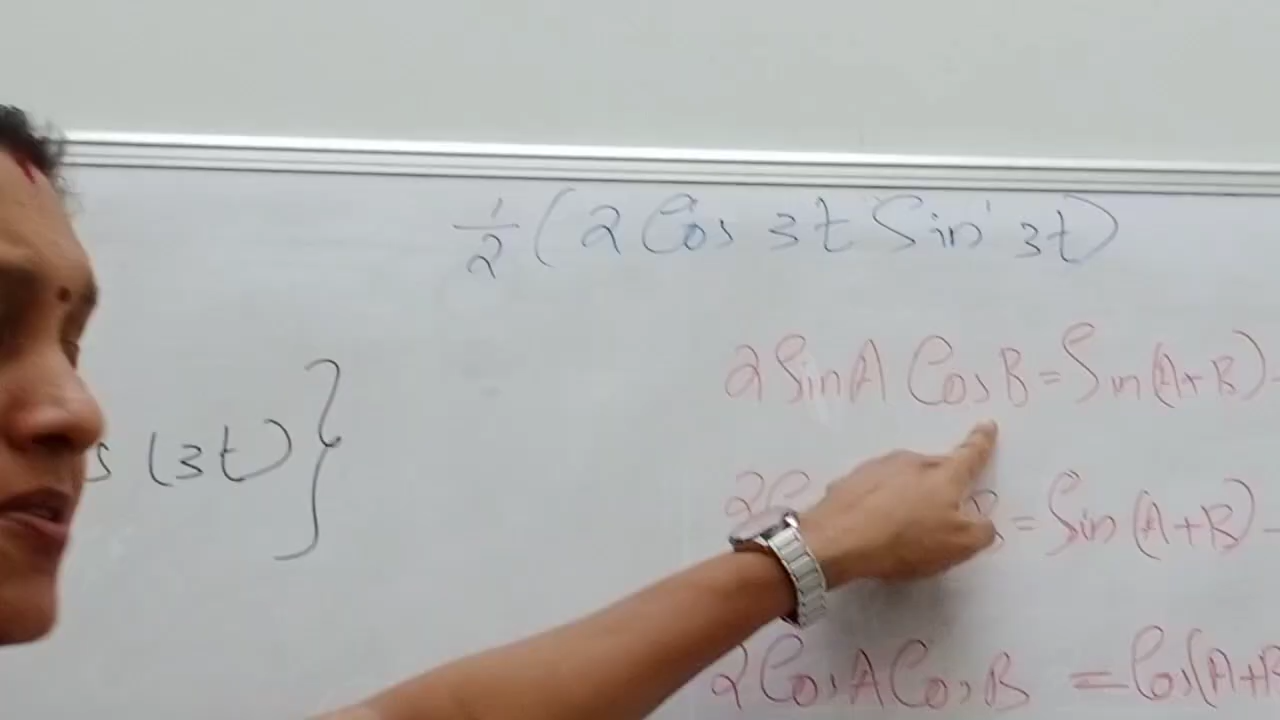 1/2 (2 Cos 3t Sin 3t)
2 Sin A Cos B = Sin (A+B) -
s (3t) }
= Sin (A+B) -
2 Cos A Cos B = Cos (A+B